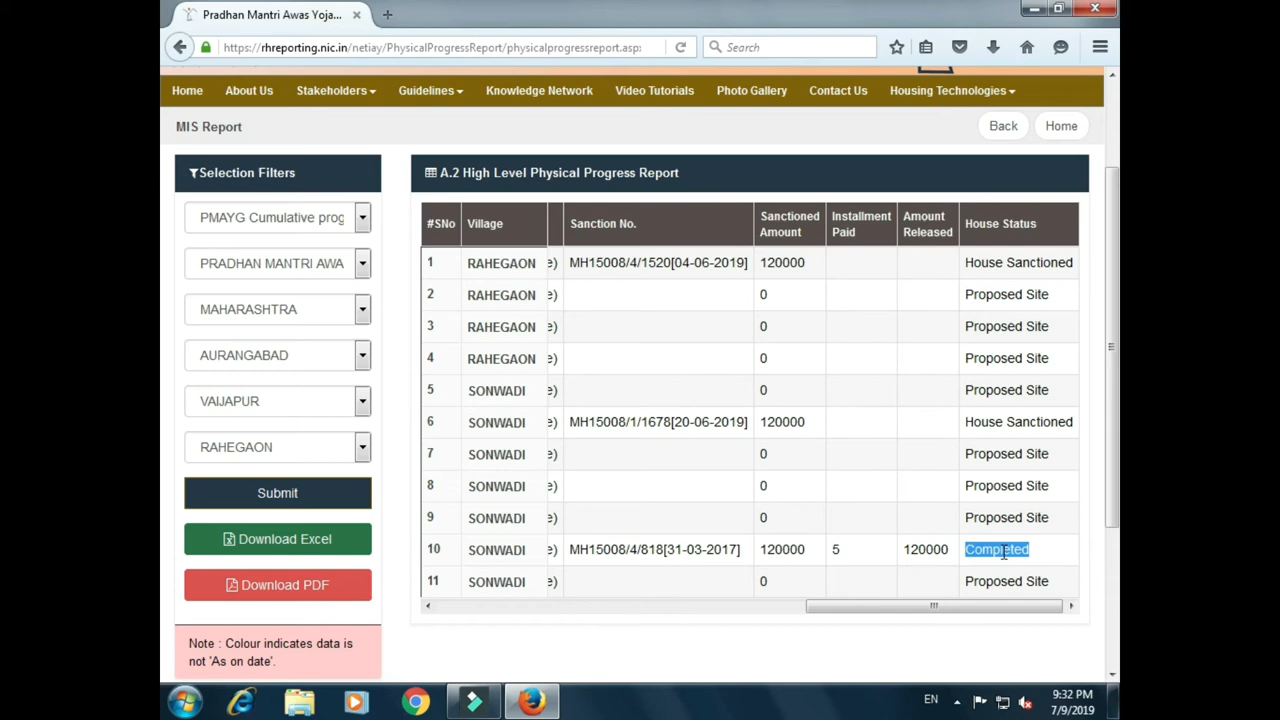 Pradhan Mantri Awas Yoja...
https://rhreporting.nic.in/netiay/PhysicalProgressReport/physicalprogressreport.asp:
Search
Home About Us Stakeholders Guidelines Knowledge Network Video Tutorials Photo Gallery Contact Us Housing Technologies
MIS Report Back Home
Selection Filters
PMAYG Cumulative prog
PRADHAN MANTRI AWA
MAHARASHTRA
AURANGABAD
VAIJAPUR
RAHEGAON
Submit
Download Excel
Download PDF
Note : Colour indicates data is
not 'As on date'.
A.2 High Level Physical Progress Report
#SNo Village Sanction No. Sanctioned Amount Installment Paid Amount Released House Status
1 RAHEGAON e) MH15008/4/1520[04-06-2019] 120000 House Sanctioned
2 RAHEGAON e) 0 Proposed Site
3 RAHEGAON e) 0 Proposed Site
4 RAHEGAON e) 0 Proposed Site
5 SONWADI e) 0 Proposed Site
6 SONWADI e) MH15008/1/1678[20-06-2019] 120000 House Sanctioned
7 SONWADI e) 0 Proposed Site
8 SONWADI e) 0 Proposed Site
9 SONWADI e) 0 Proposed Site
10 SONWADI e) MH15008/4/818[31-03-2017] 120000 5 120000 Completed
11 SONWADI e) 0 Proposed Site
EN
9:32 PM
7/9/2019